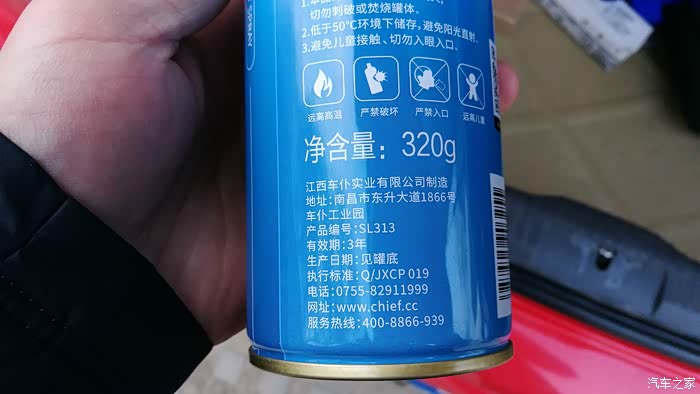 切勿刺破或焚烧罐体。
2.低于50°C环境下储存，避免阳光直射.
3.避免儿童接触、切勿入眼入口。
远离高温 严禁破坏 严禁入口 远离儿童
净含量：320g
江西车仆实业有限公司制造
地址：南昌市东升大道1866号
车仆工业园
产品编号：SL313
有效期：3年
生产日期：见罐底
执行标准：Q/JXCP 019
电话：0755-82911999
网址：www.chief.cc
服务热线：400-8866-939
汽车之家